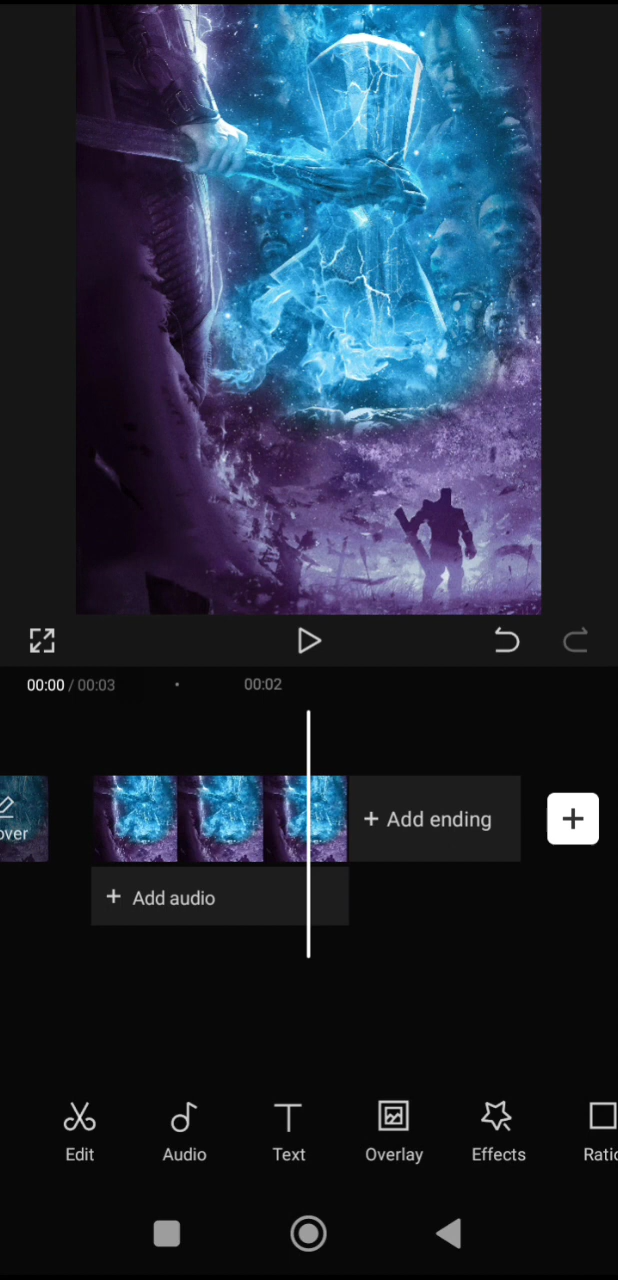 00:00 / 00:03
00:02
over
+ Add ending
+ Add audio
Edit
Audio
Text
Overlay
Effects
Ratio